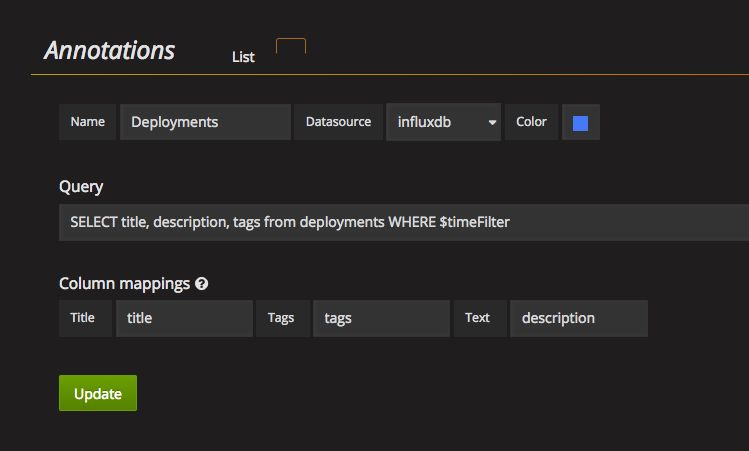 Annotations List
Name Deployments Datasource influxdb Color
Query
SELECT title, description, tags from deployments WHERE $timeFilter
Column mappings ?
Title title Tags tags Text description
Update